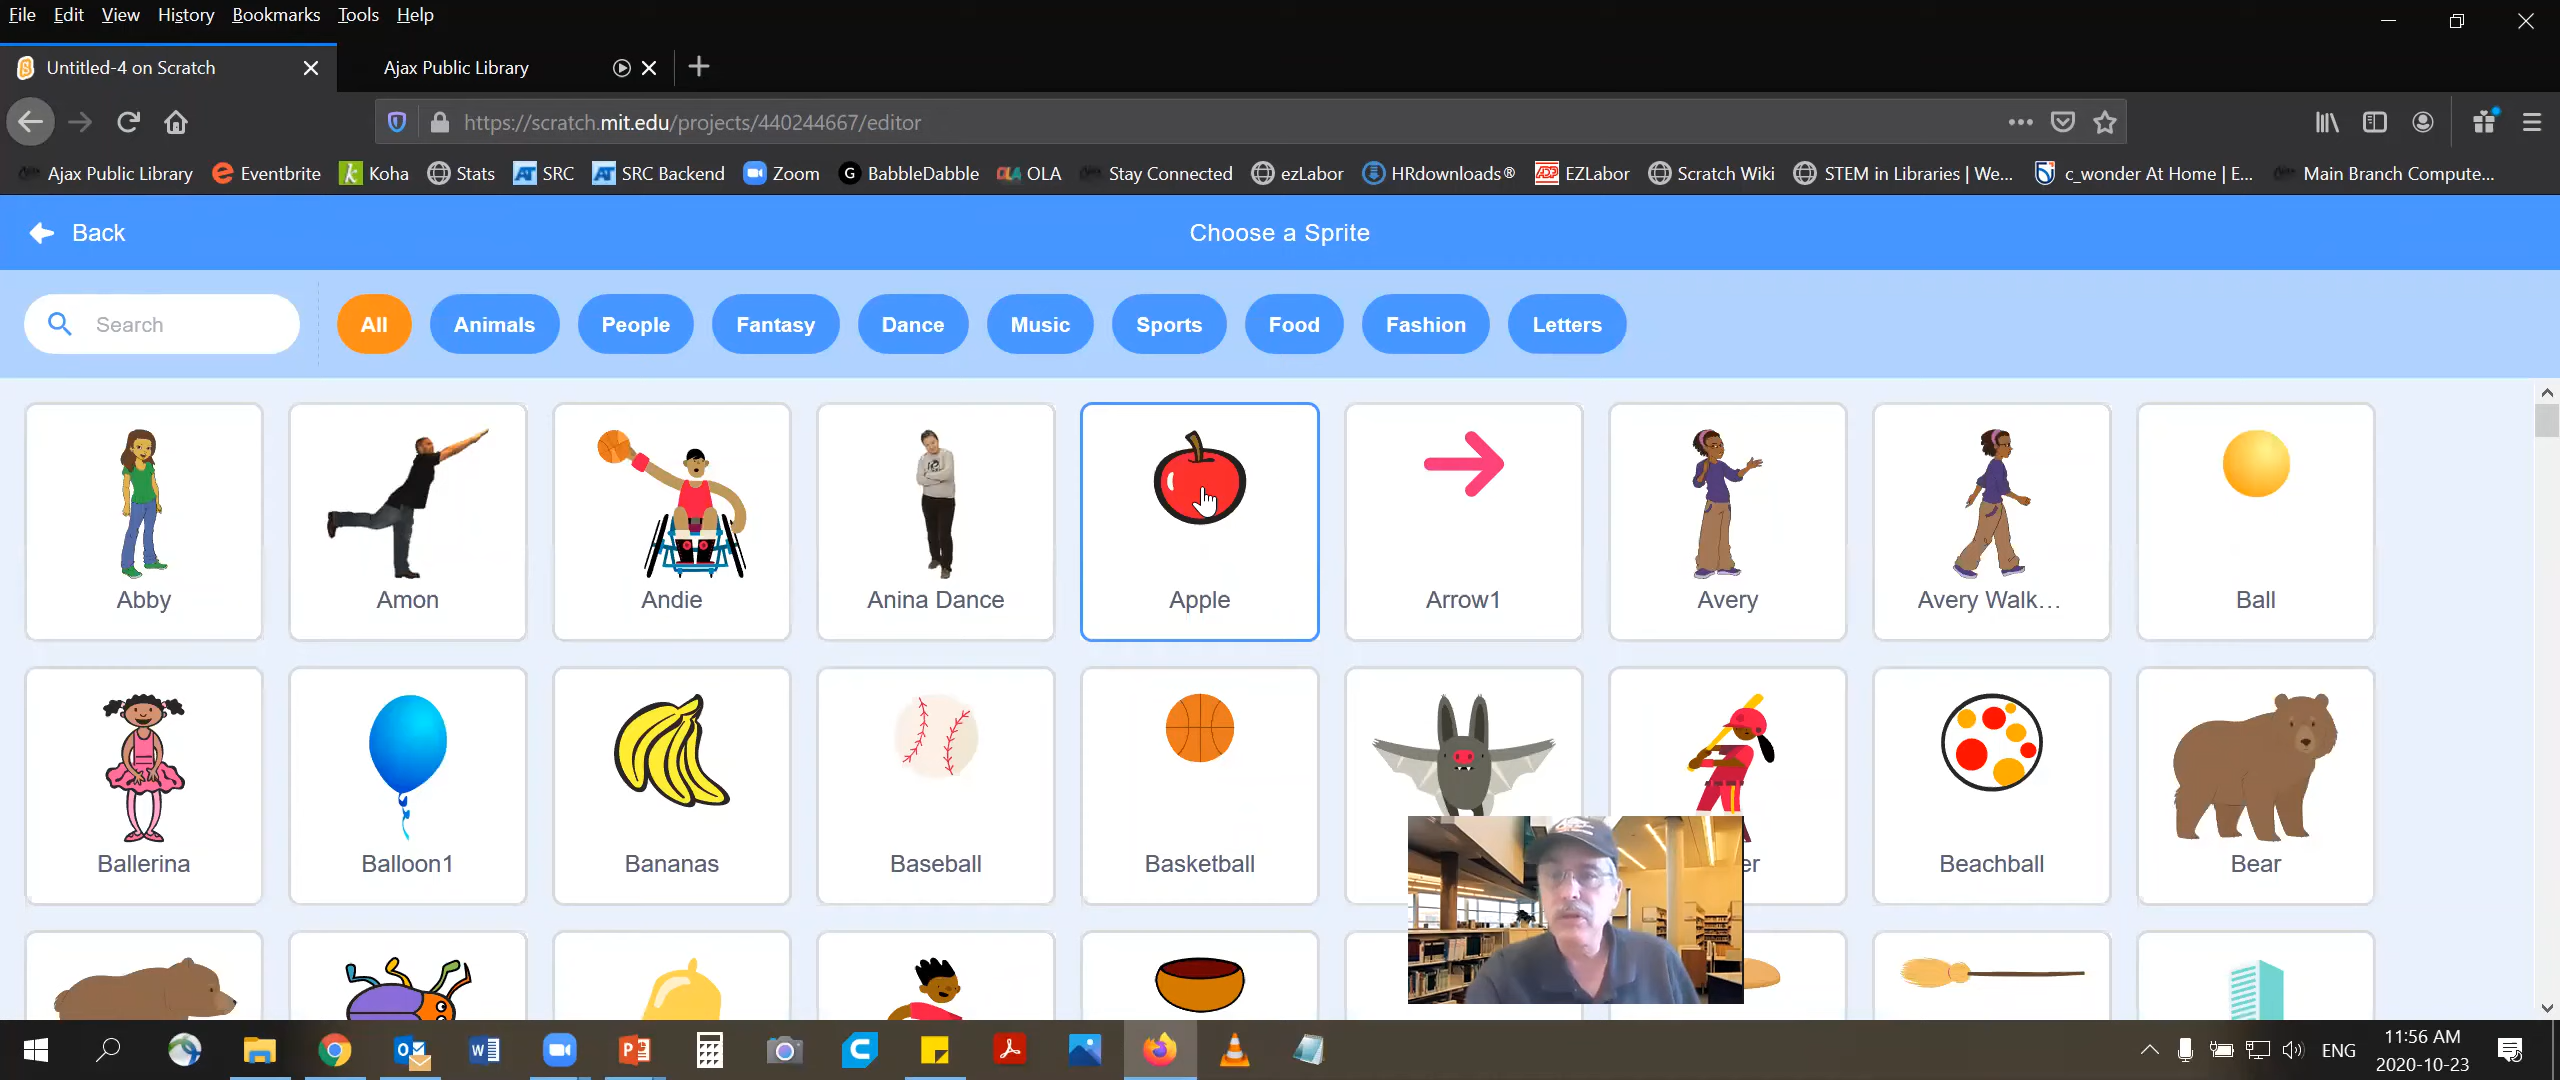 File Edit View History Bookmarks Tools Help
Untitled-4 on Scratch Ajax Public Library
https://scratch.mit.edu/projects/440244667/editor
Ajax Public Library Eventbrite Koha Stats SRC SRC Backend Zoom BabbleDabble OLA Stay Connected ezLabor HRdownloads® EZLabor Scratch Wiki STEM in Libraries | We... c_wonder At Home | E... Main Branch Compute...
Back Choose a Sprite
Search All Animals People Fantasy Dance Music Sports Food Fashion Letters
Abby Amon Andie Anina Dance Apple Arrow1 Avery Avery Walk... Ball
Ballerina Balloon1 Bananas Baseball Basketball er Beachball Bear
ENG 11:56 AM
2020-10-23